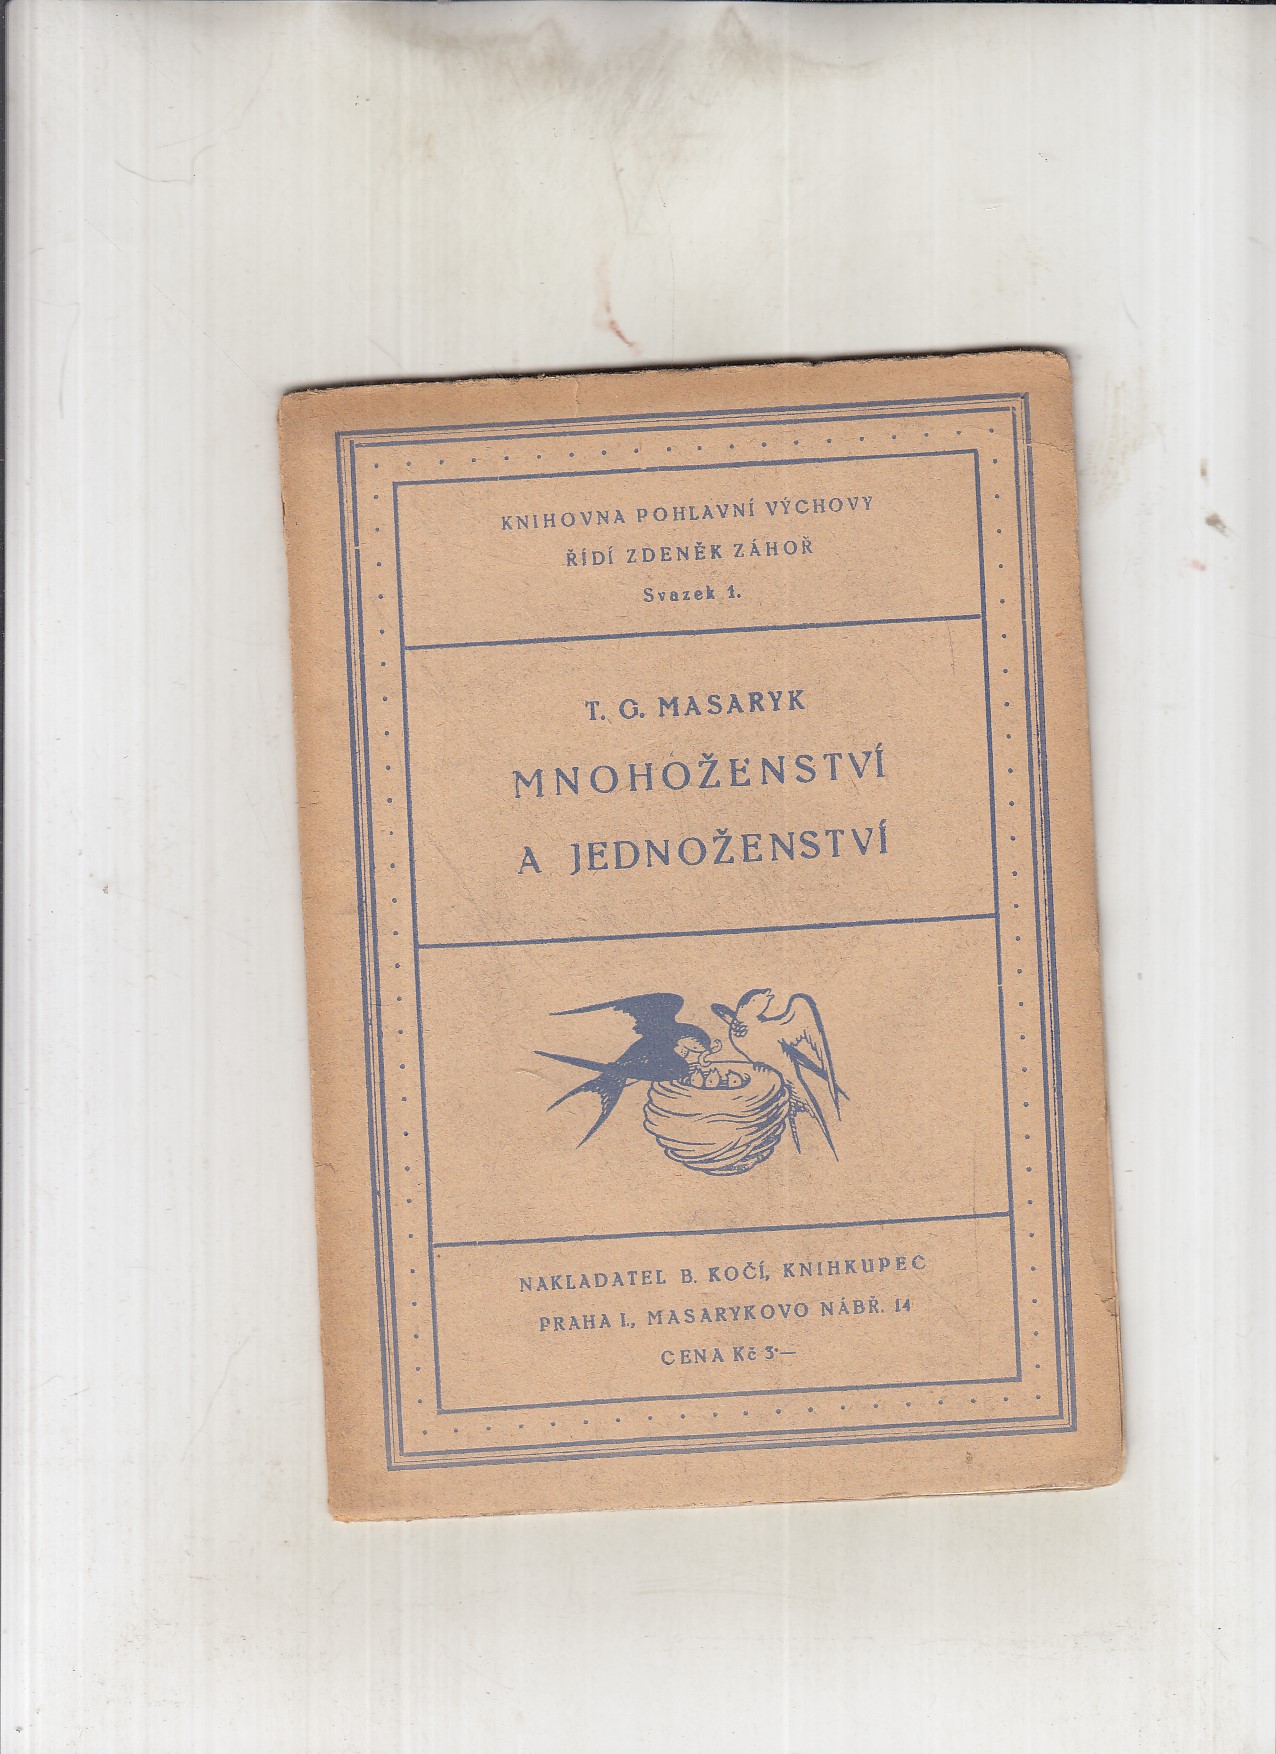 KNIHOVNA POHLAVNÍ VÝCHOVY
ŘÍDÍ ZDENĚK ZÁHOŘ
Svazek 1.
T. G. MASARYK
MNOHOŽENSTVÍ
A JEDNOŽENSTVÍ
NAKLADATEL B. KOČÍ, KNIHKUPEC
PRAHA I., MASARYKOVO NÁBŘ. 14
CENA Kč 3·—